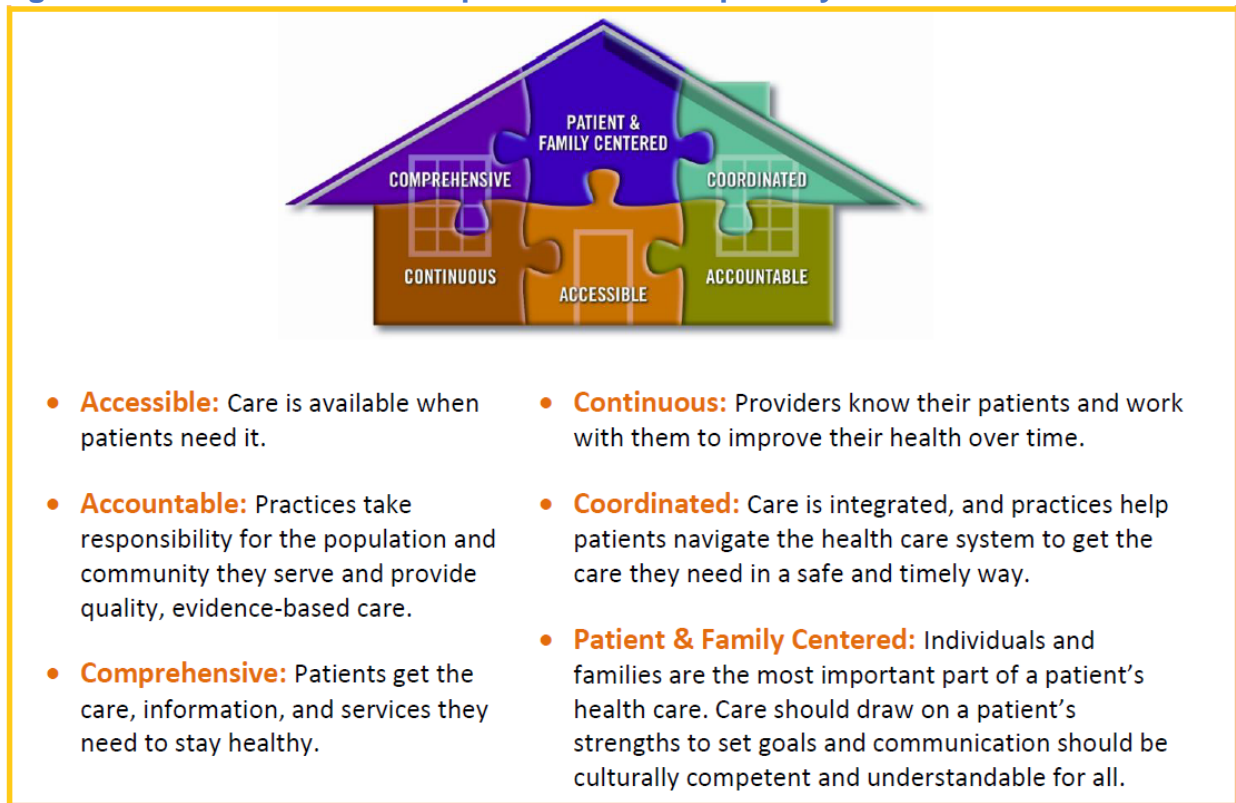 PATIENT &
FAMILY CENTERED
COMPREHENSIVE
COORDINATED
CONTINUOUS
ACCESSIBLE
ACCOUNTABLE
• Accessible: Care is available when
patients need it.
• Accountable: Practices take
responsibility for the population and
community they serve and provide
quality, evidence-based care.
• Comprehensive: Patients get the
care, information, and services they
need to stay healthy.
• Continuous: Providers know their patients and work
with them to improve their health over time.
• Coordinated: Care is integrated, and practices help
patients navigate the health care system to get the
care they need in a safe and timely way.
• Patient & Family Centered: Individuals and
families are the most important part of a patient’s
health care. Care should draw on a patient’s
strengths to set goals and communication should be
culturally competent and understandable for all.